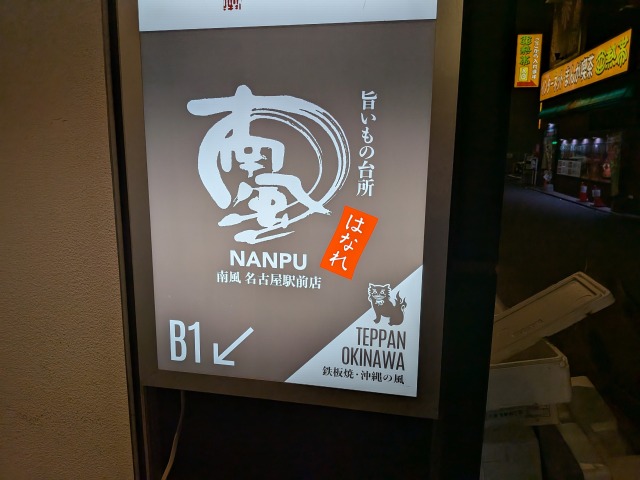 南風
旨いもの台所
はなれ
NANPU
南風 名古屋駅前店
B1
TEPPAN
OKINAWA
鉄板焼・沖縄の風